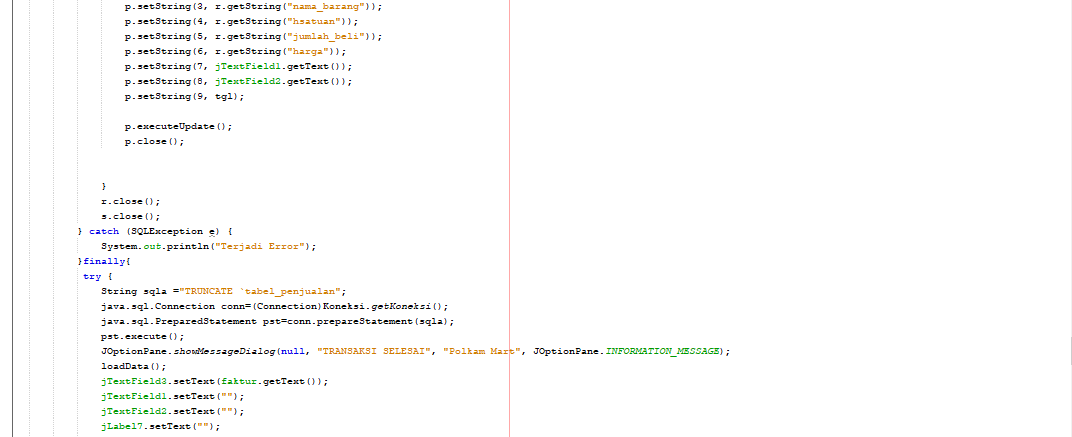 p.setString(3, r.getString("nama_barang"));
p.setString(4, r.getString("hsatuan"));
p.setString(5, r.getString("jumlah_beli"));
p.setString(6, r.getString("harga"));
p.setString(7, jTextField1.getText());
p.setString(8, jTextField2.getText());
p.setString(9, tgl);
p.executeUpdate();
p.close();
}
r.close();
s.close();
} catch (SQLException e) {
System.out.println("Terjadi Error");
}finally{
try {
String sqla ="TRUNCATE `tabel_penjualan";
java.sql.Connection conn=(Connection)Koneksi.getKoneksi();
java.sql.PreparedStatement pst=conn.prepareStatement(sqla);
pst.execute();
JOptionPane.showMessageDialog(null, "TRANSAKSI SELESAI", "Polkam Mart", JOptionPane.INFORMATION_MESSAGE);
loadData();
jTextField3.setText(faktur.getText());
jTextField1.setText("");
jTextField2.setText("");
jLabel7.setText("");